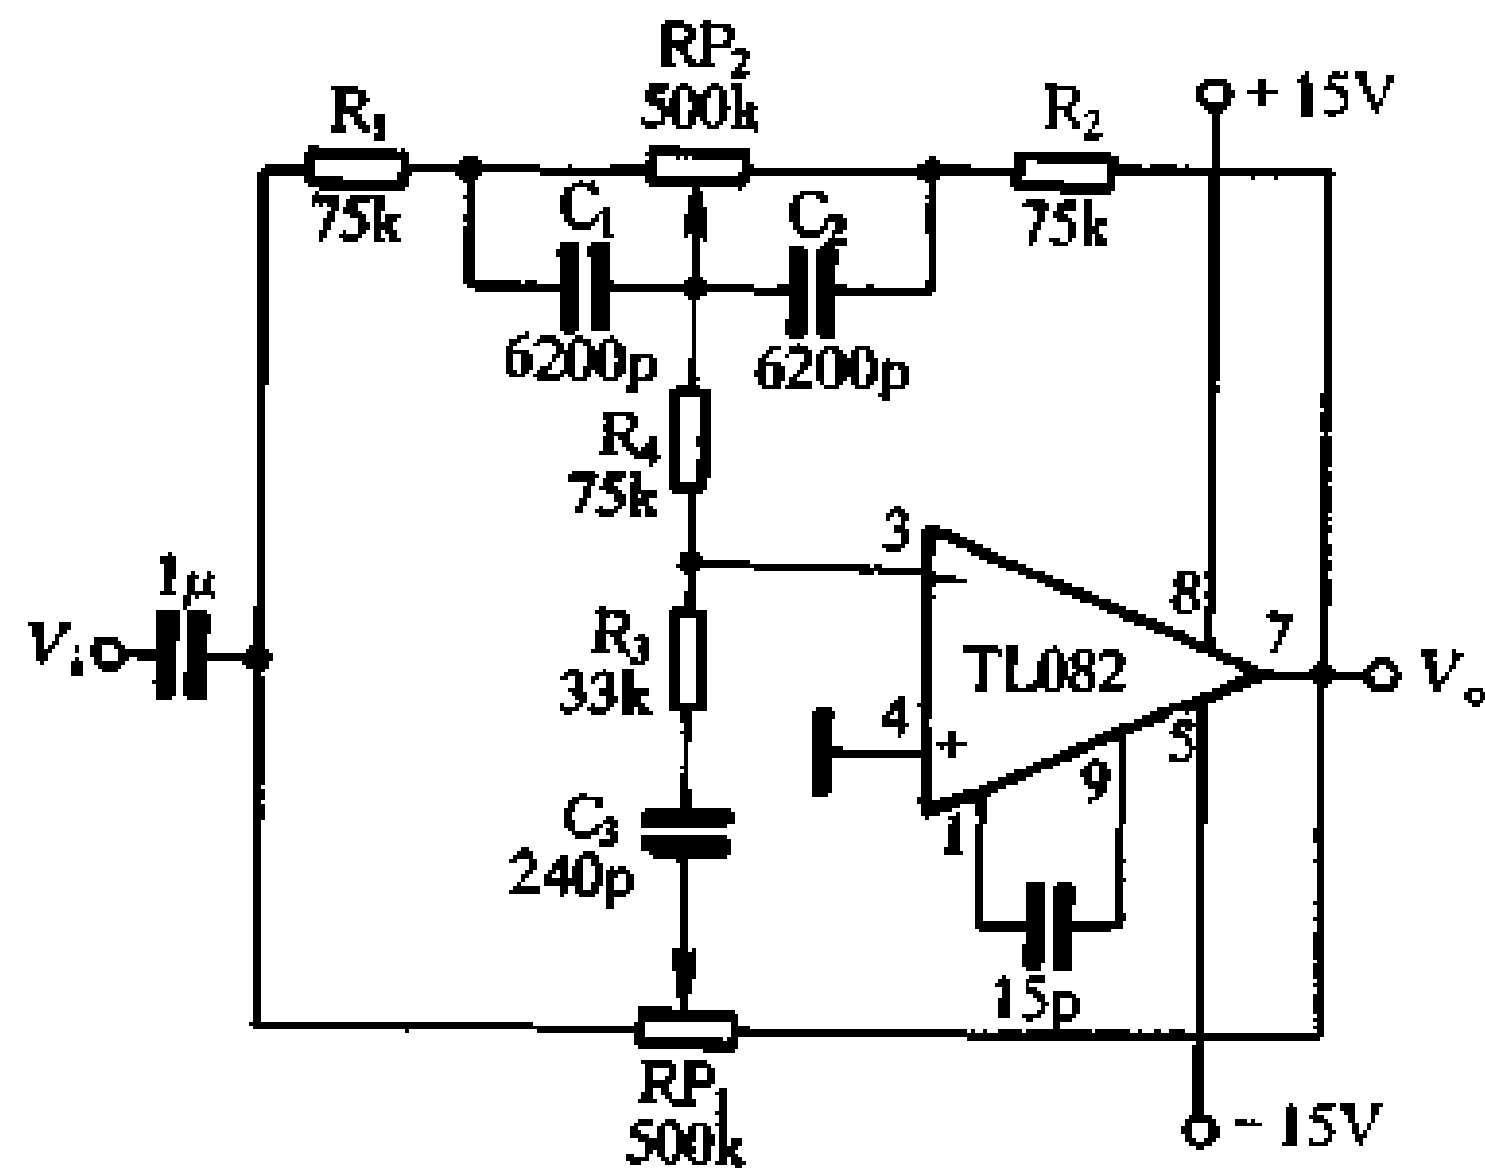 RP₂
500k
R₁
75k
R₂
75k
+15V
C₁
6200p
C₂
6200p
R₄
75k
3
−
8
7
1μ
Vᵢ
R₃
33k
TL082
Vₒ
4
+
5
9
1
C₃
240p
15p
RP₁
500k
−15V